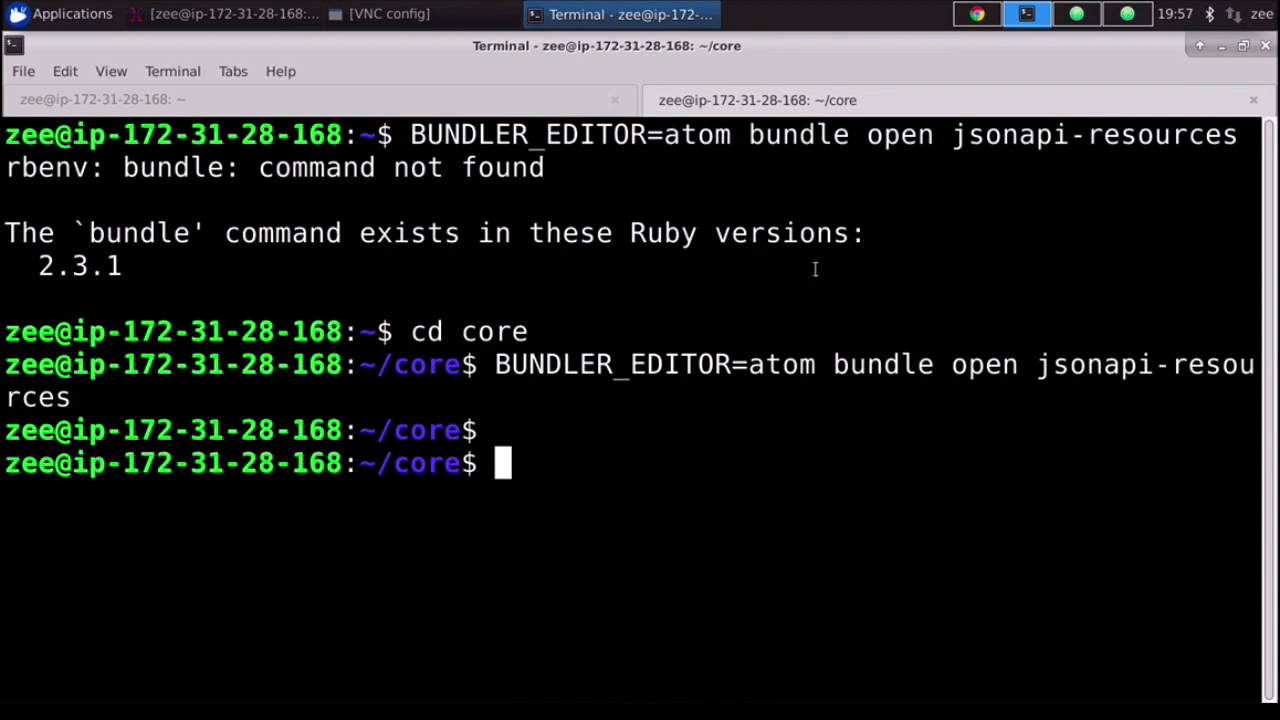 Applications [zee@ip-172-31-28-168:... [VNC config] Terminal - zee@ip-172-... 19:57 zee
Terminal - zee@ip-172-31-28-168: ~/core
File Edit View Terminal Tabs Help
zee@ip-172-31-28-168: ~ zee@ip-172-31-28-168: ~/core
zee@ip-172-31-28-168:~$ BUNDLER_EDITOR=atom bundle open jsonapi-resources
rbenv: bundle: command not found
The `bundle' command exists in these Ruby versions:
2.3.1
zee@ip-172-31-28-168:~$ cd core
zee@ip-172-31-28-168:~/core$ BUNDLER_EDITOR=atom bundle open jsonapi-resou
rces
zee@ip-172-31-28-168:~/core$
zee@ip-172-31-28-168:~/core$